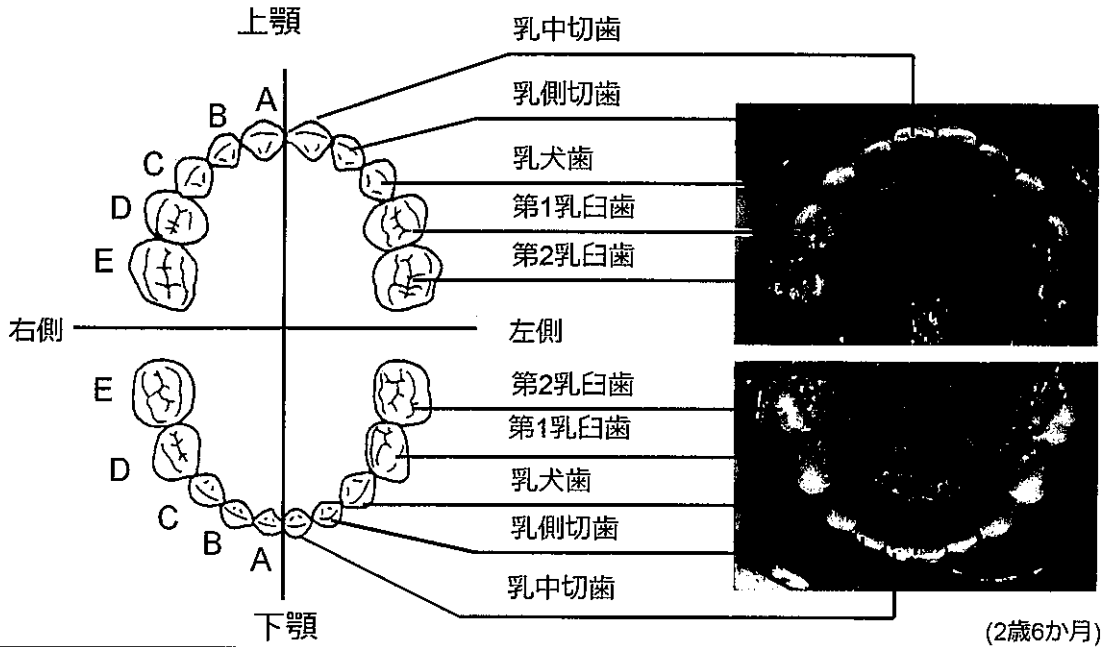 上顎
A
B
C
D
E
乳中切歯
乳側切歯
乳犬歯
第1乳臼歯
第2乳臼歯
右側
左側
E
D
C
B
A
第2乳臼歯
第1乳臼歯
乳犬歯
乳側切歯
乳中切歯
下顎
(2歳6か月)